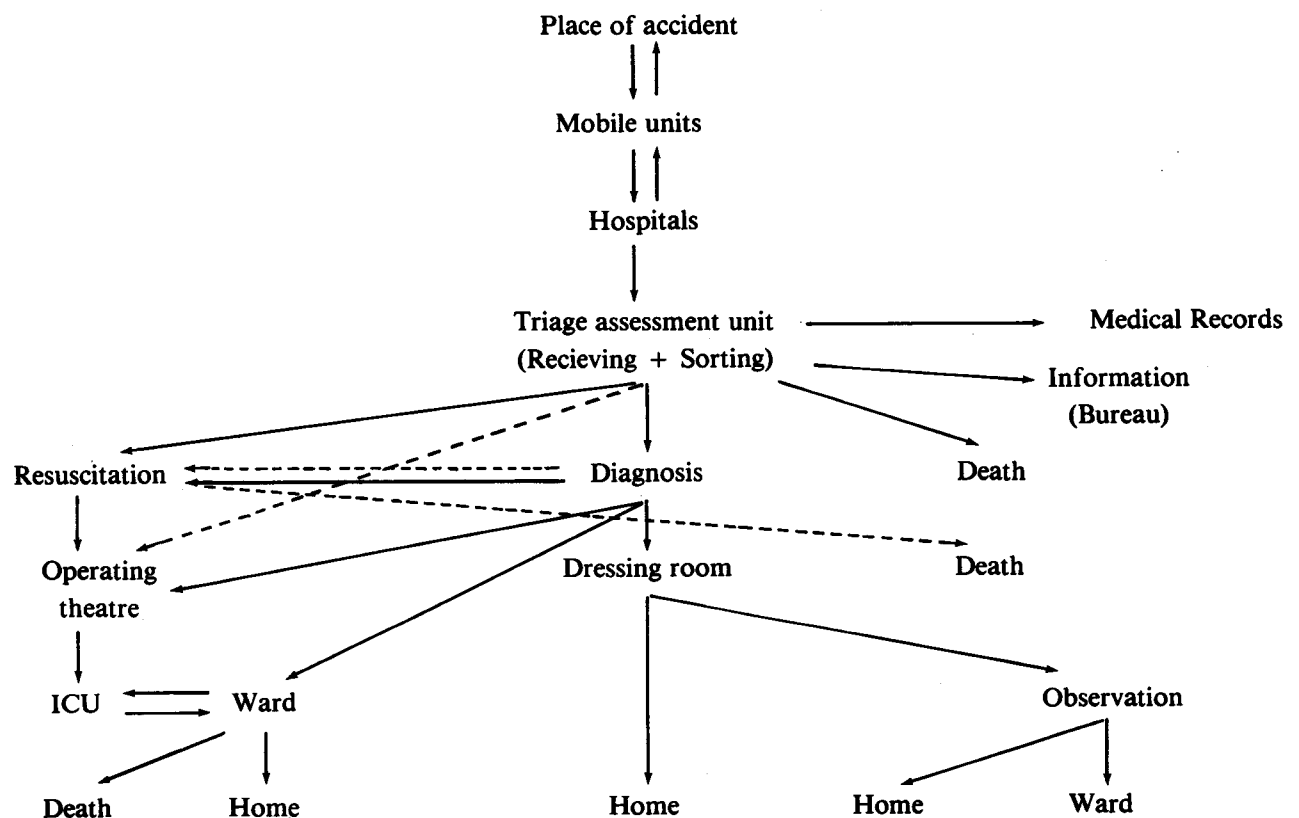 Place of accident
Mobile units
Hospitals
Triage assessment unit
(Recieving + Sorting)
Medical Records
Information
(Bureau)
Resuscitation
Diagnosis
Death
Operating
theatre
Dressing room
Death
ICU
Ward
Observation
Death
Home
Home
Home
Ward